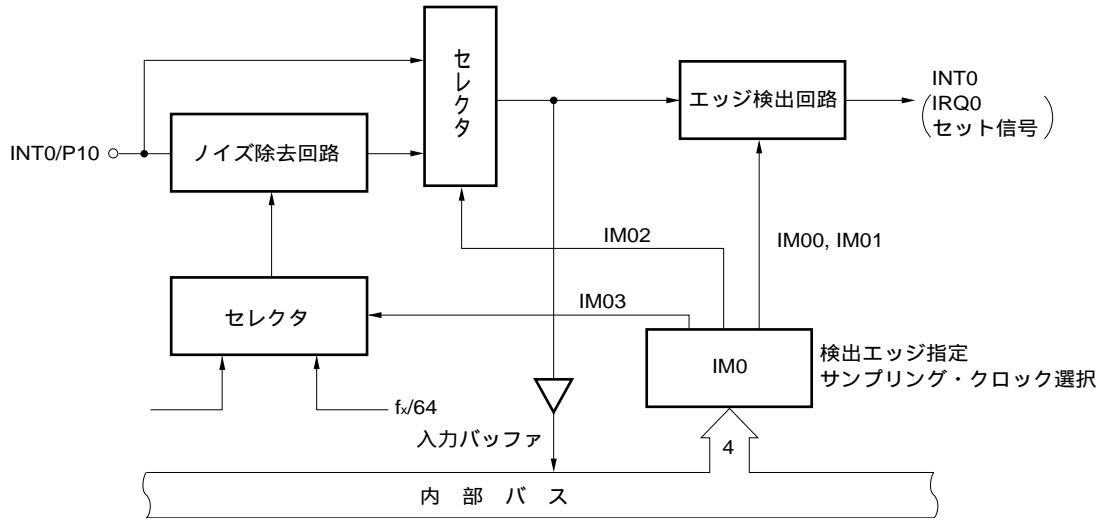 セレクタ
INT0
IRQ0
セット信号
エッジ検出回路
INT0/P10
ノイズ除去回路
IM02
IM00, IM01
IM03
セレクタ
IM0
検出エッジ指定
サンプリング・クロック選択
fx/64
入力バッファ
4
内 部 バ ス